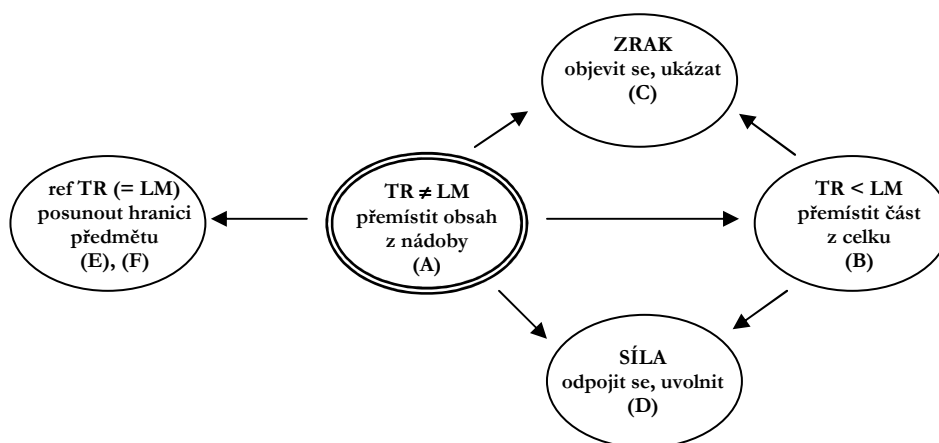 ZRAK
objevit se, ukázat
(C)
ref TR (= LM)
posunout hranici
předmětu
(E), (F)
TR ≠ LM
přemístit obsah
z nádoby
(A)
TR < LM
přemístit část
z celku
(B)
SÍLA
odpojit se, uvolnit
(D)